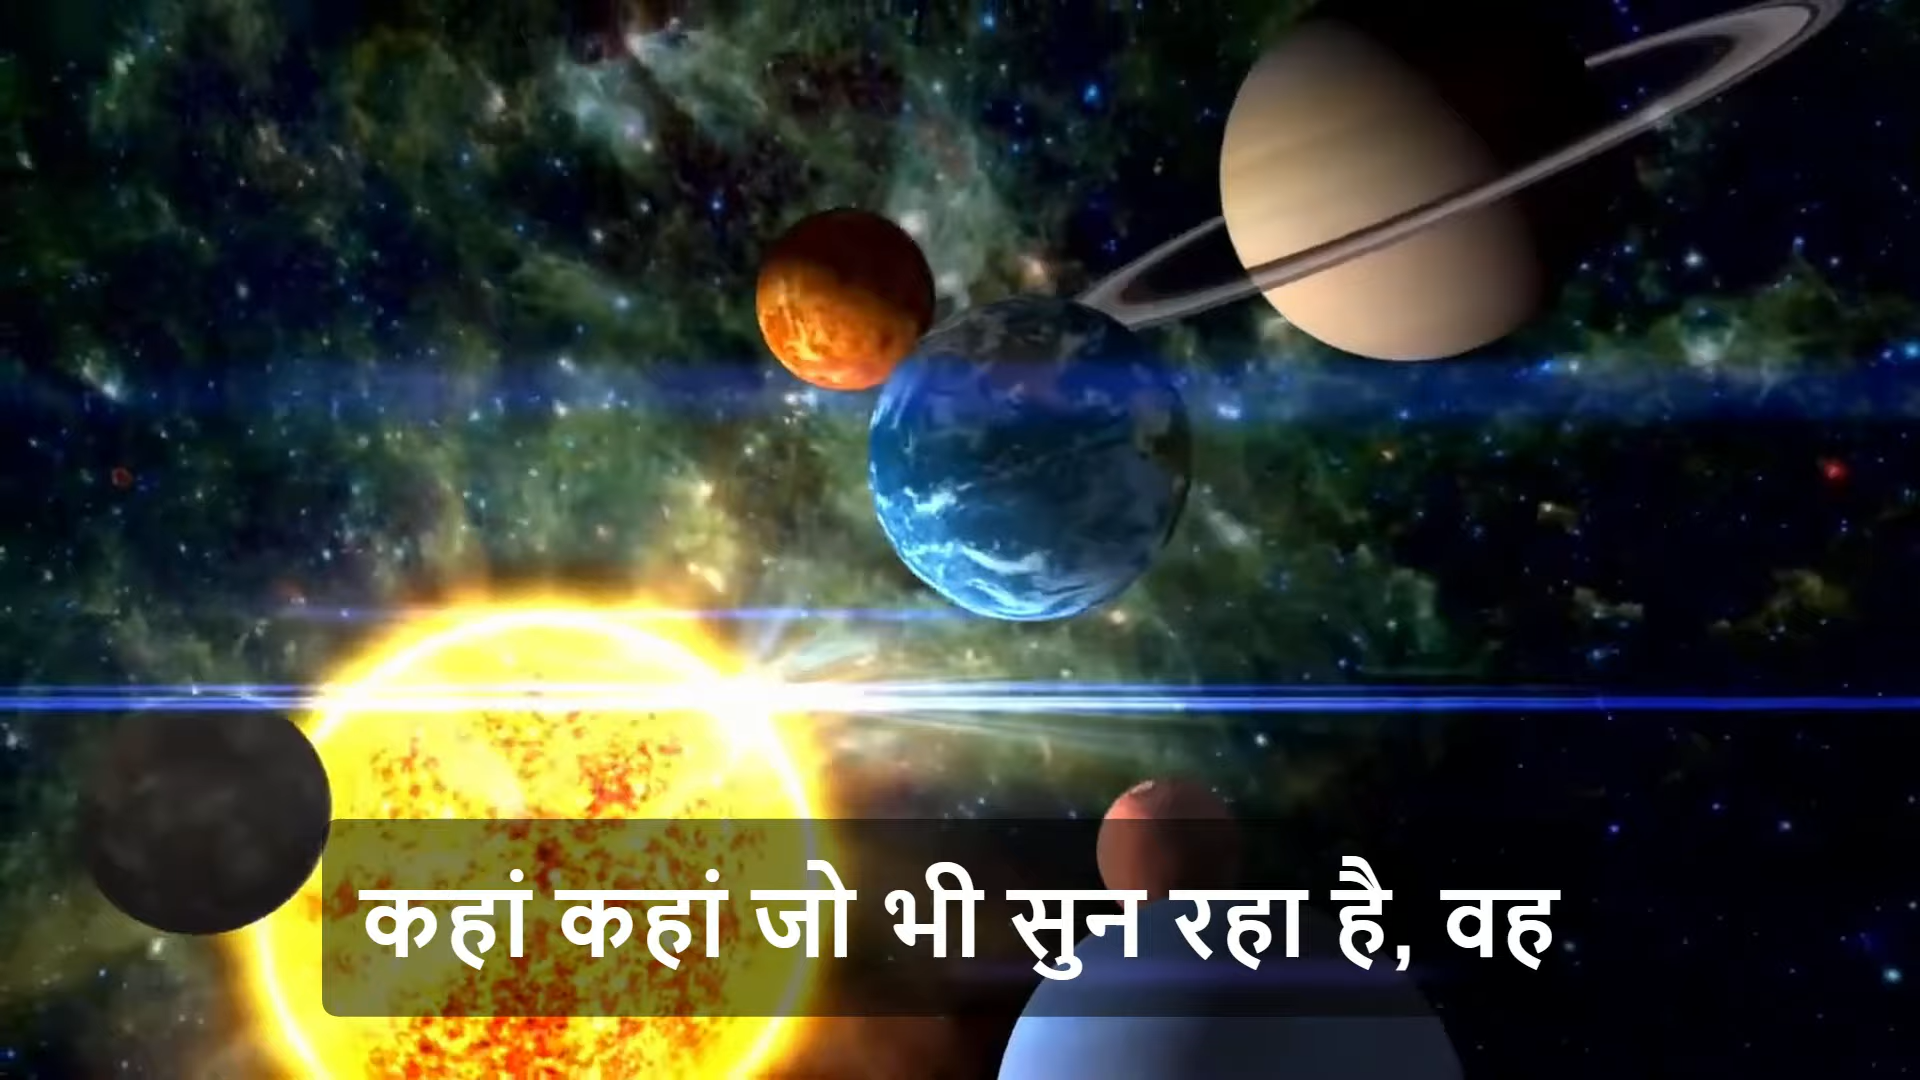 कहां कहां जो भी सुन रहा है, वह